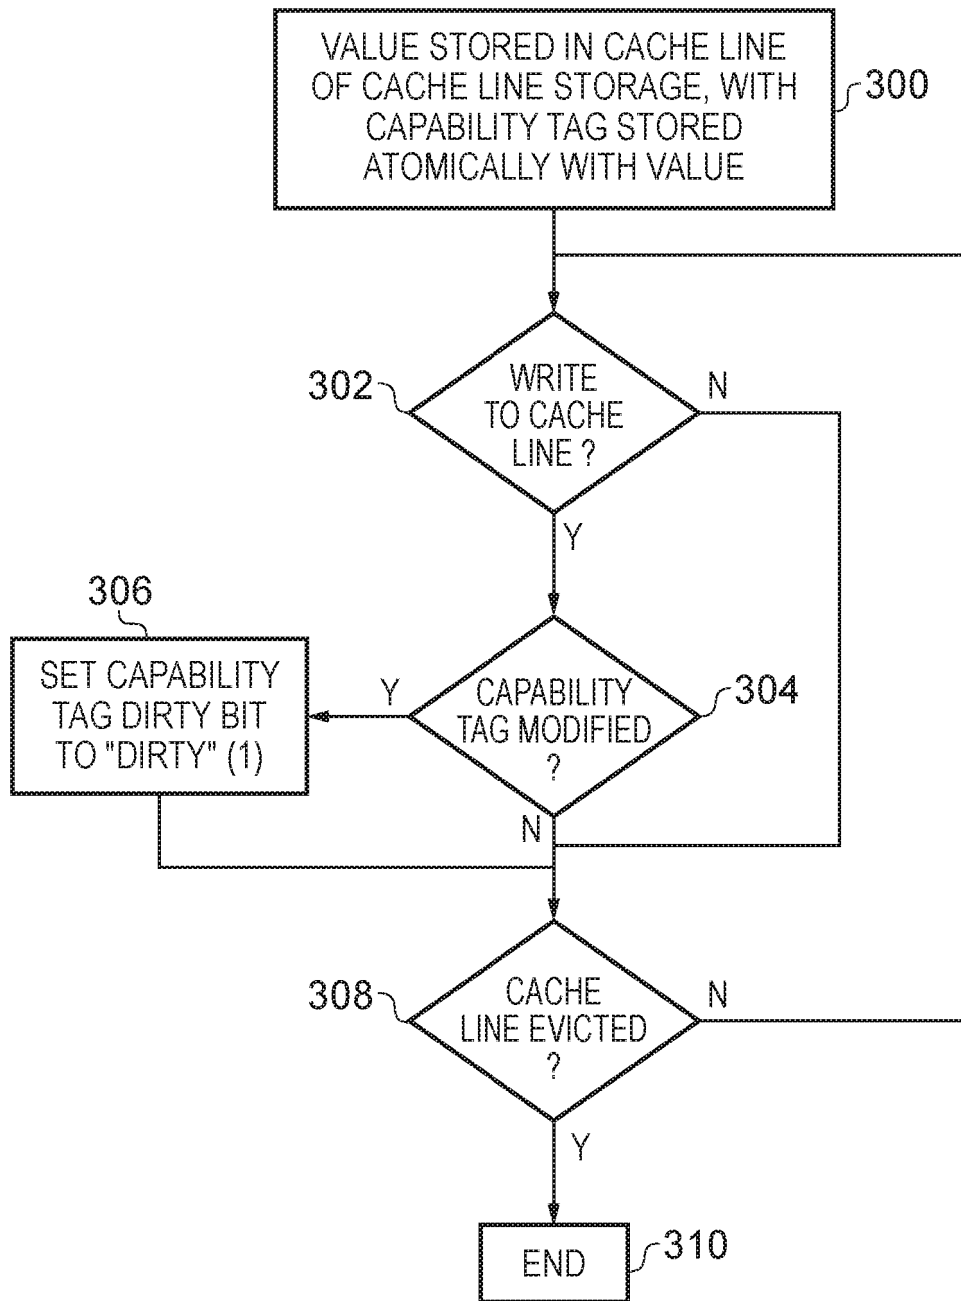 VALUE STORED IN CACHE LINE
OF CACHE LINE STORAGE, WITH
CAPABILITY TAG STORED
ATOMICALLY WITH VALUE
300
302
WRITE
TO CACHE
LINE ?
N
Y
306
SET CAPABILITY
TAG DIRTY BIT
TO "DIRTY" (1)
Y
CAPABILITY
TAG MODIFIED
?
304
N
308
CACHE
LINE EVICTED
?
N
Y
END
310